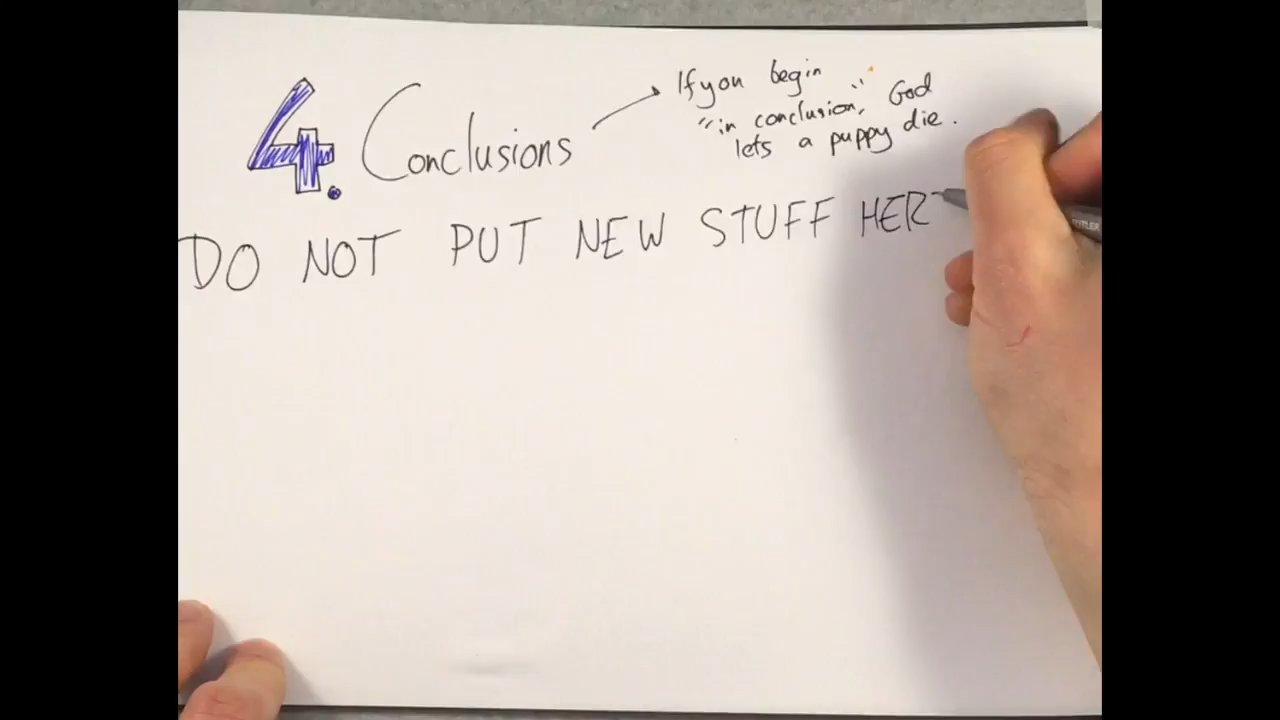 4. Conclusions
If you begin
"in conclusion," God
lets a puppy die.
DO NOT PUT NEW STUFF HER